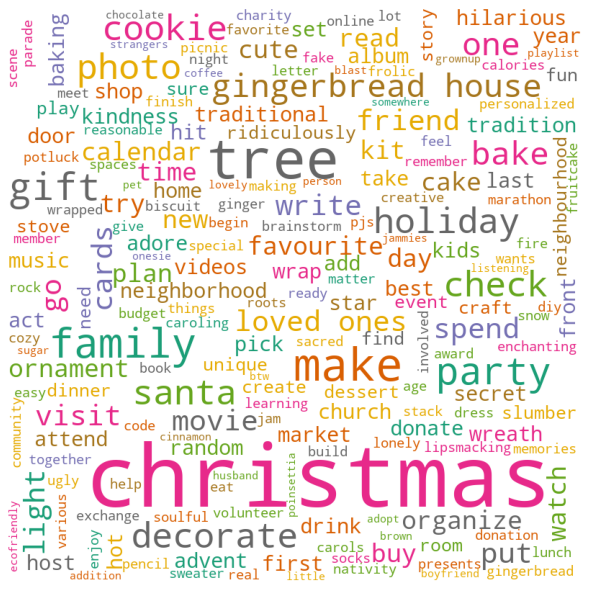 chocolate
charity
online
lot
hilarious
cookie
strangers
favorite
set
read
one
year
baking
photo
picnic
night
cute
album
story
fake
grownup
playlist
scene
parade
coffee
letter
blast
frolic
calories
meet
shop
sure
gingerbread house
somewhere
personalized
fun
play
finish
traditional
friend
tradition
kindness
hit
reasonable
door
ridiculously
feel
calendar
kit
bake
remember
potluck
spaces
time
tree
take
cake
last
marathon
pet
lovely
making
person
home
creative
fruitcake
gift
wrapped
try
biscuit
ginger
brainstorm
pjs
holiday
neighbourhood
stove
give
new
begin
write
jammies
member
onesie
adore
special
favourite
day
kids
fire
wants
listening
music
cards
plan
videos
wrap
add
matter
best
check
rock
go
need
neighborhood
things
star
event
craft
diy
snow
front
act
budget
roots
ready
cozy
caroling
loved ones
spend
involved
sugar
book
family
pick
find
award
enchanting
ornament
unique
sacred
make
party
easy
dinner
btw
create
dessert
age
stack
dress
slumber
santa
learning
church
secret
visit
code
jam
movie
market
donate
wreath
community
attend
cinnamon
random
build
lonely
lipsmacking
memories
together
christmas
watch
ugly
help
husband
eat
poinsettia
adopt
donation
light
various
exchange
soulful
volunteer
drink
brown
organize
ecofriendly
enjoy
hot
decorate
carols
buy
room
put
lunch
host
pencil
advent
first
socks
presents
addition
sweater
real
little
nativity
boyfriend
gingerbread